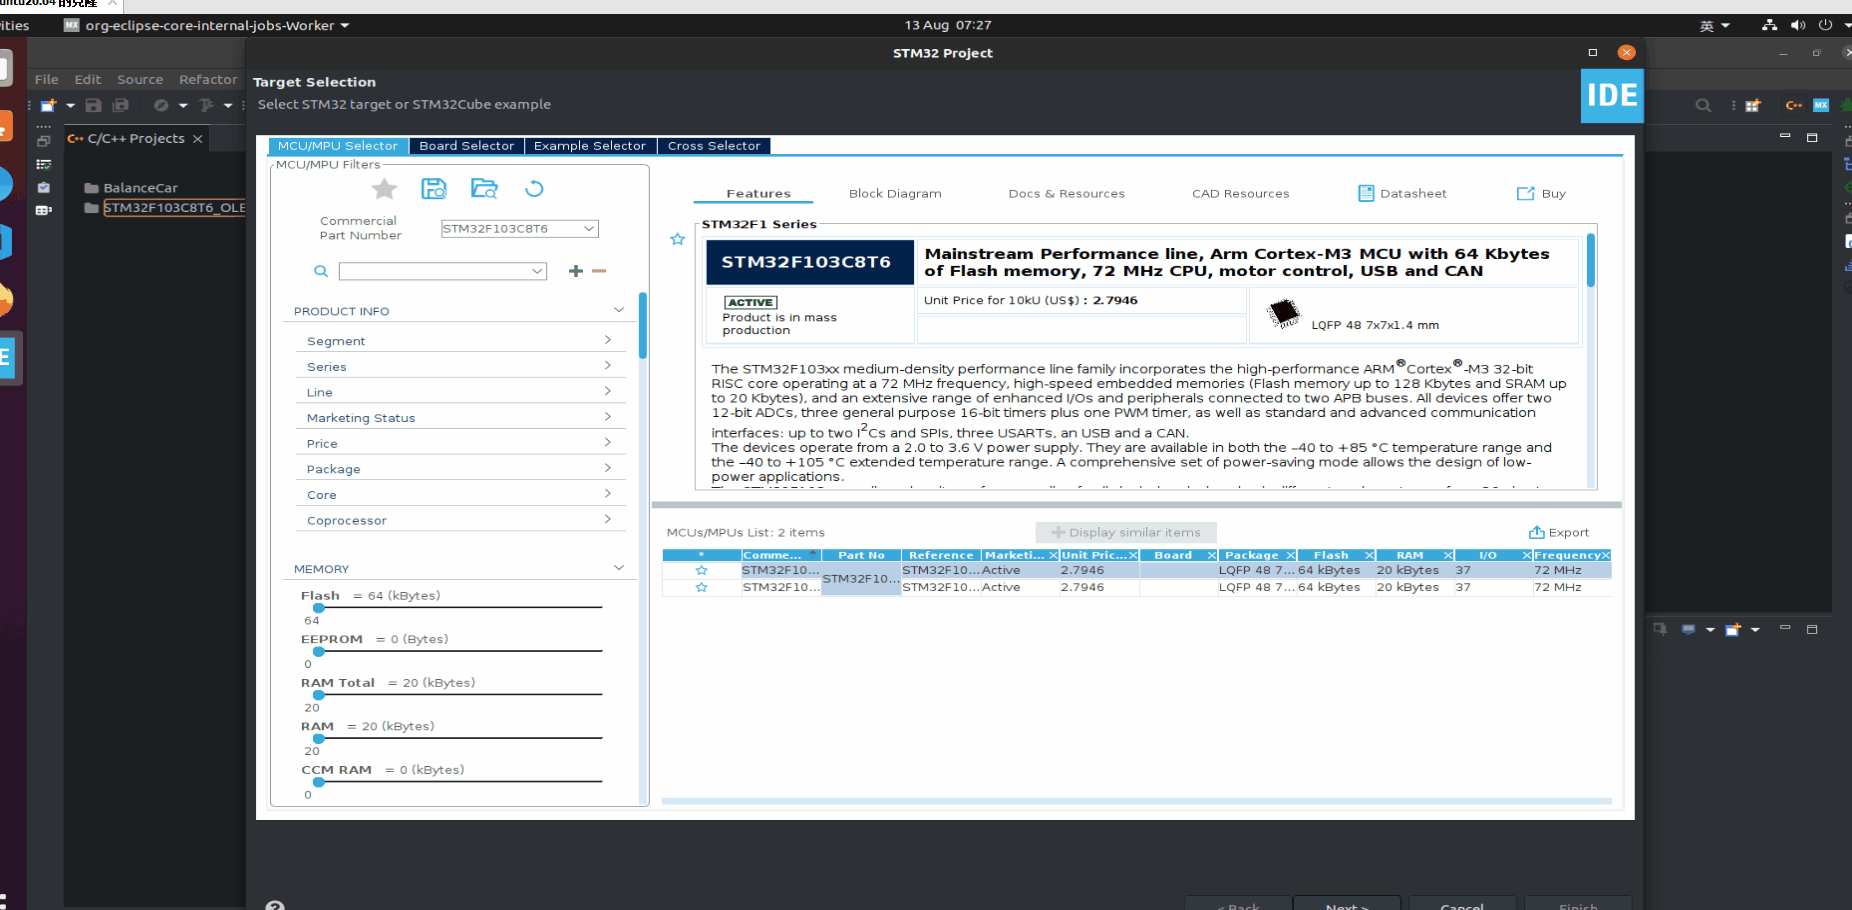 untu20.04 的克隆
ities
org-eclipse-core-internal-jobs-Worker
13 Aug 07:27
英
STM32 Project
File Edit Source Refactor
Target Selection
Select STM32 target or STM32Cube example
IDE
C/C++ Projects
BalanceCar
STM32F103C8T6_OLE
MCU/MPU Selector
Board Selector
Example Selector
Cross Selector
MCU/MPU Filters
Commercial
Part Number
STM32F103C8T6
PRODUCT INFO
Segment
Series
Line
Marketing Status
Price
Package
Core
Coprocessor
MEMORY
Flash = 64 (kBytes)
64
EEPROM = 0 (Bytes)
0
RAM Total = 20 (kBytes)
20
RAM = 20 (kBytes)
20
CCM RAM = 0 (kBytes)
0
Features
Block Diagram
Docs & Resources
CAD Resources
Datasheet
Buy
STM32F1 Series
STM32F103C8T6
Mainstream Performance line, Arm Cortex-M3 MCU with 64 Kbytes
of Flash memory, 72 MHz CPU, motor control, USB and CAN
ACTIVE
Product is in mass
production
Unit Price for 10kU (US$) : 2.7946
LQFP 48 7x7x1.4 mm
The STM32F103xx medium-density performance line family incorporates the high-performance ARM®Cortex®-M3 32-bit
RISC core operating at a 72 MHz frequency, high-speed embedded memories (Flash memory up to 128 Kbytes and SRAM up
to 20 Kbytes), and an extensive range of enhanced I/Os and peripherals connected to two APB buses. All devices offer two
12-bit ADCs, three general purpose 16-bit timers plus one PWM timer, as well as standard and advanced communication
interfaces: up to two I2Cs and SPIs, three USARTs, an USB and a CAN.
The devices operate from a 2.0 to 3.6 V power supply. They are available in both the –40 to +85 °C temperature range and
the –40 to +105 °C extended temperature range. A comprehensive set of power-saving mode allows the design of low-
power applications.
MCUs/MPUs List: 2 items
Display similar items
Export
* Comme... Part No Reference Marketi... Unit Pric... Board Package Flash RAM I/O Frequency
STM32F10... STM32F10... STM32F10... Active 2.7946 LQFP 48 7... 64 kBytes 20 kBytes 37 72 MHz
STM32F10... STM32F10... Active 2.7946 LQFP 48 7... 64 kBytes 20 kBytes 37 72 MHz
< Back
Next >
Cancel
Finish